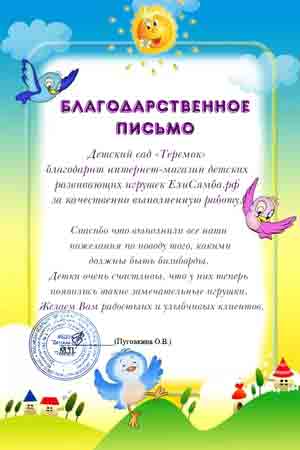 БЛАГОДАРСТВЕННОЕ
ПИСЬМО
Детский сад «Теремок»
благодарит интернет-магазин детских
развивающих игрушек ЕлиСямба.рф
за качественно выполненную работу.
Спасибо что выполнили все наши
пожелания по поводу того, какими
должны быть бизиборды.
Детки очень счастливы, что у них теперь
появились такие замечательные игрушки.
Желаем Вам радостных и улыбчивых клиентов.
(Пуговкина О.В.)